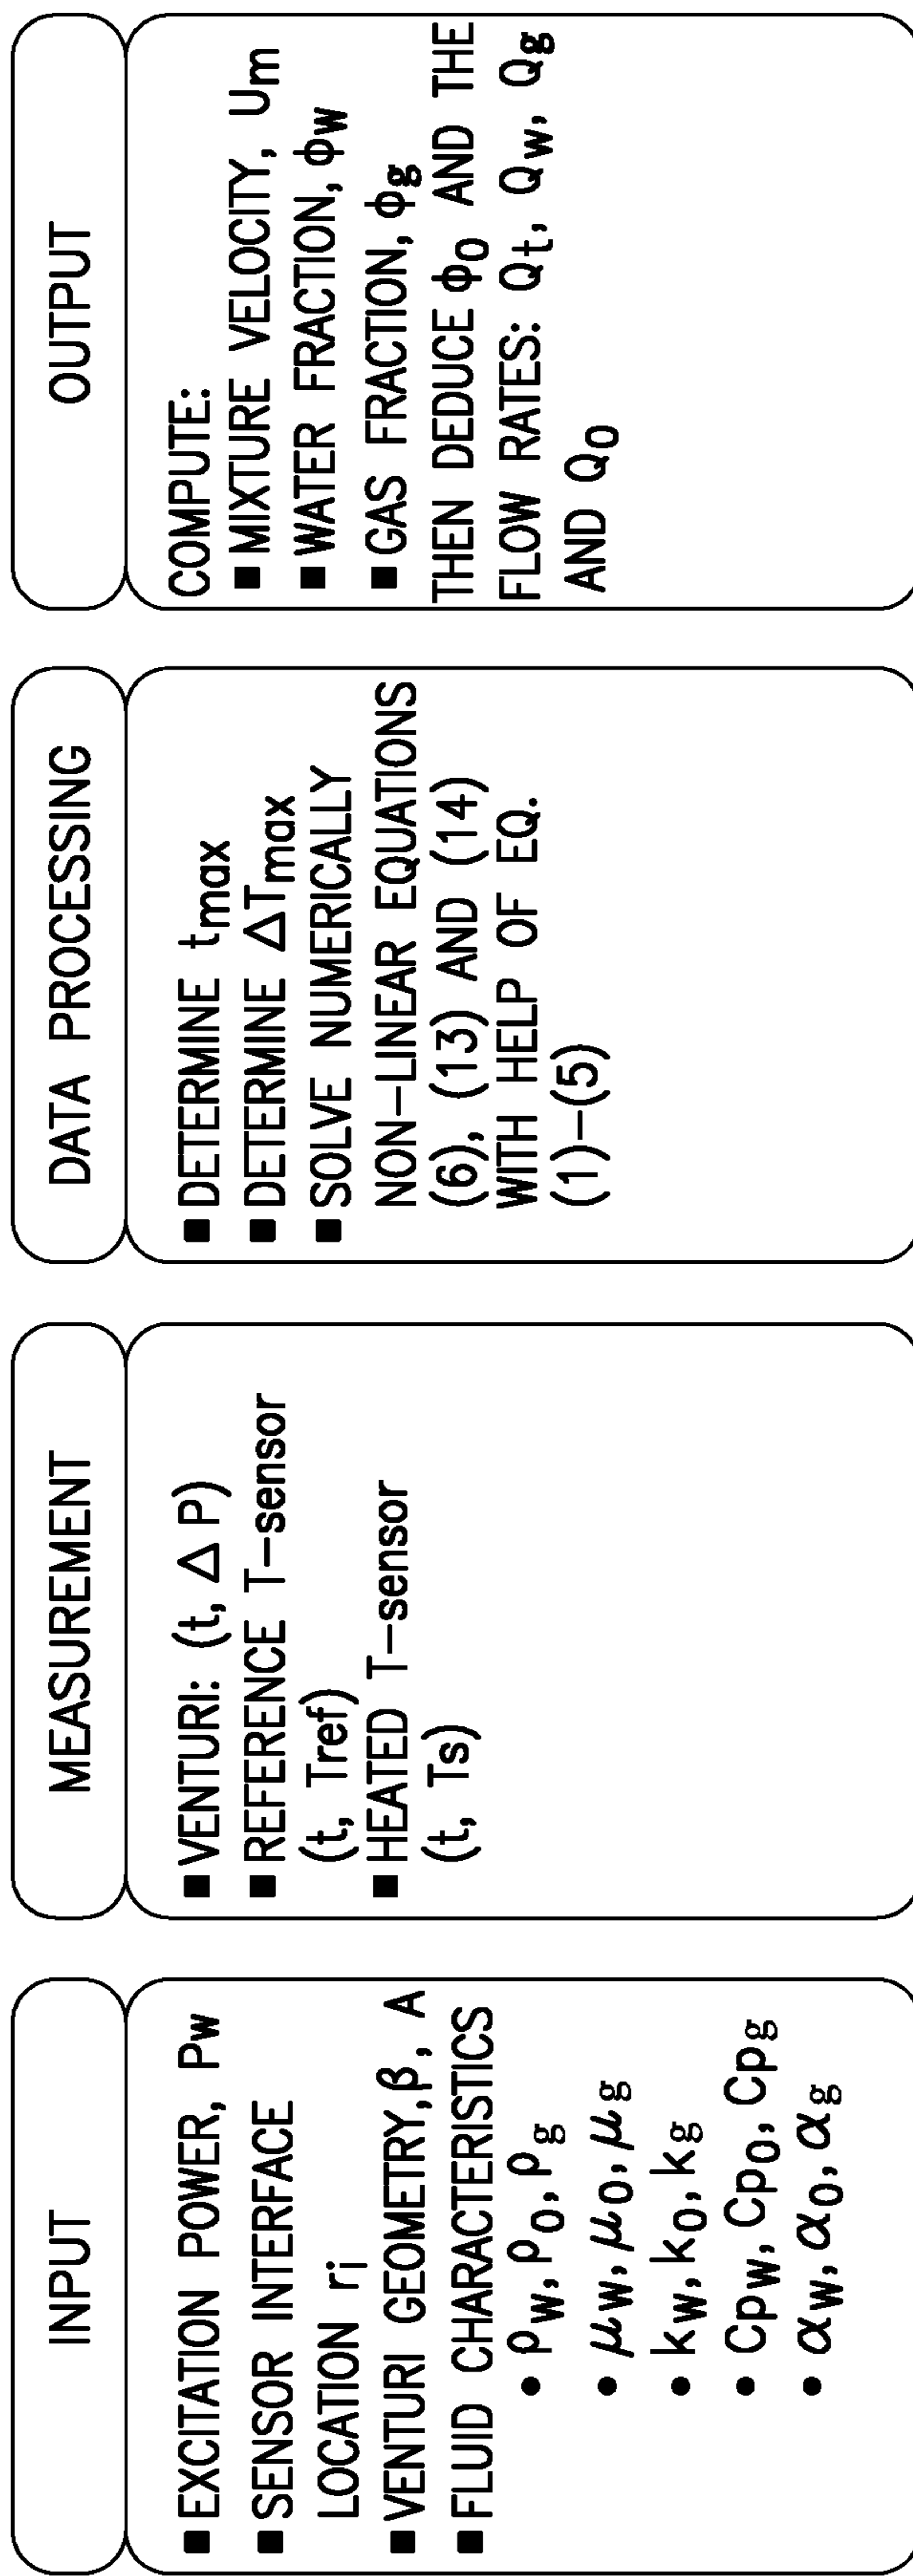 INPUT
■ EXCITATION POWER, Pw
■ SENSOR INTERFACE
LOCATION ri
■ VENTURI GEOMETRY, β, A
■ FLUID CHARACTERISTICS
• ρw, ρo, ρg
• μw, μo, μg
• kw, ko, kg
• Cpw, Cpo, Cpg
• αw, αo, αg
MEASUREMENT
■ VENTURI: (t, Δ P)
■ REFERENCE T–sensor
(t, Tref)
■ HEATED T–sensor
(t, Ts)
DATA PROCESSING
■ DETERMINE tmax
■ DETERMINE ΔTmax
■ SOLVE NUMERICALLY
NON–LINEAR EQUATIONS
(6), (13) AND (14)
WITH HELP OF EQ.
(1)–(5)
OUTPUT
COMPUTE:
■ MIXTURE VELOCITY, Um
■ WATER FRACTION, ϕw
■ GAS FRACTION, ϕg
THEN DEDUCE ϕo AND THE
FLOW RATES: Qt, Qw, Qg
AND Qo